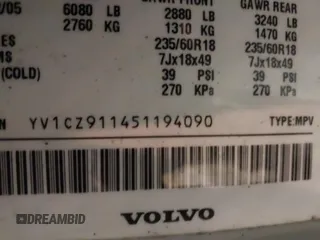 GAWR FRONT GAWR REAR
/05 6080 LB 2880 LB 3240 LB
2760 KG 1310 KG 1470 KG
ES 235/60R18 235/60R18
7Jx18x49 7Jx18x49
(COLD) 39 PSI 39 PSI
270 KPa 270 KPa
N YV1CZ911451194090 TYPE:MPV
VOLVO
DREAMBID